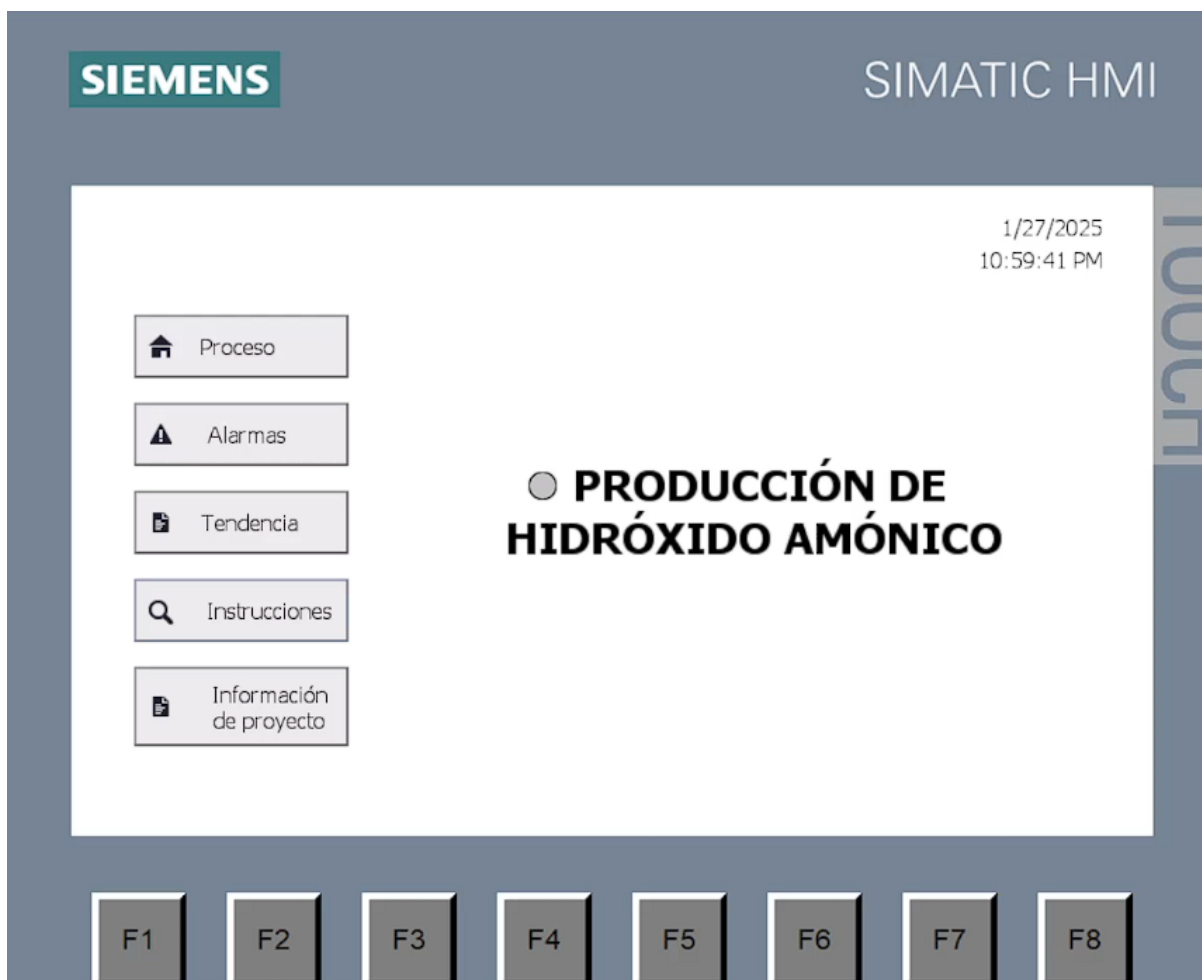 SIEMENS
SIMATIC HMI
TOUCH
1/27/2025
10:59:41 PM
Proceso
Alarmas
Tendencia
Instrucciones
Información
de proyecto
PRODUCCIÓN DE
HIDRÓXIDO AMÓNICO
F1 F2 F3 F4 F5 F6 F7 F8